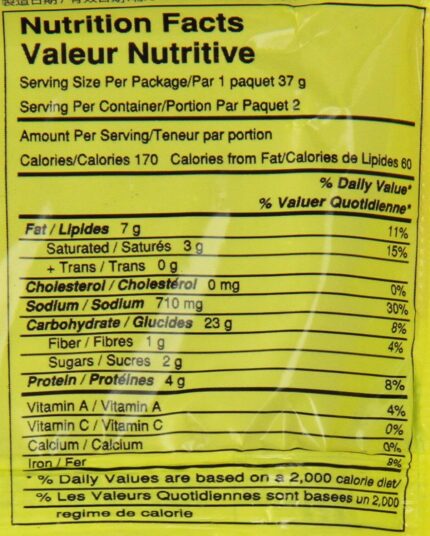 Nutrition Facts
Valeur Nutritive
Serving Size Per Package/Par 1 paquet 37 g
Serving Per Container/Portion Par Paquet 2
Amount Per Serving/Teneur par portion
Calories/Calories 170 Calories from Fat/Calories de Lipides 60
% Daily Value*
% Valuer Quotidienne*
Fat / Lipides 7 g 11%
Saturated / Saturés 3 g 15%
+ Trans / Trans 0 g
Cholesterol / Cholestérol 0 mg 0%
Sodium / Sodium 710 mg 30%
Carbohydrate / Glucides 23 g 8%
Fiber / Fibres 1 g 4%
Sugars / Sucres 2 g
Protein / Protéines 4 g 8%
Vitamin A / Vitamin A 4%
Vitamin C / Vitamin C 0%
Calcium / Calcium 0%
Iron / Fer 8%
* % Daily Values are based on a 2,000 calorie diet/
% Les Valeurs Quotidiennes sont basees un 2,000
regime de calorie